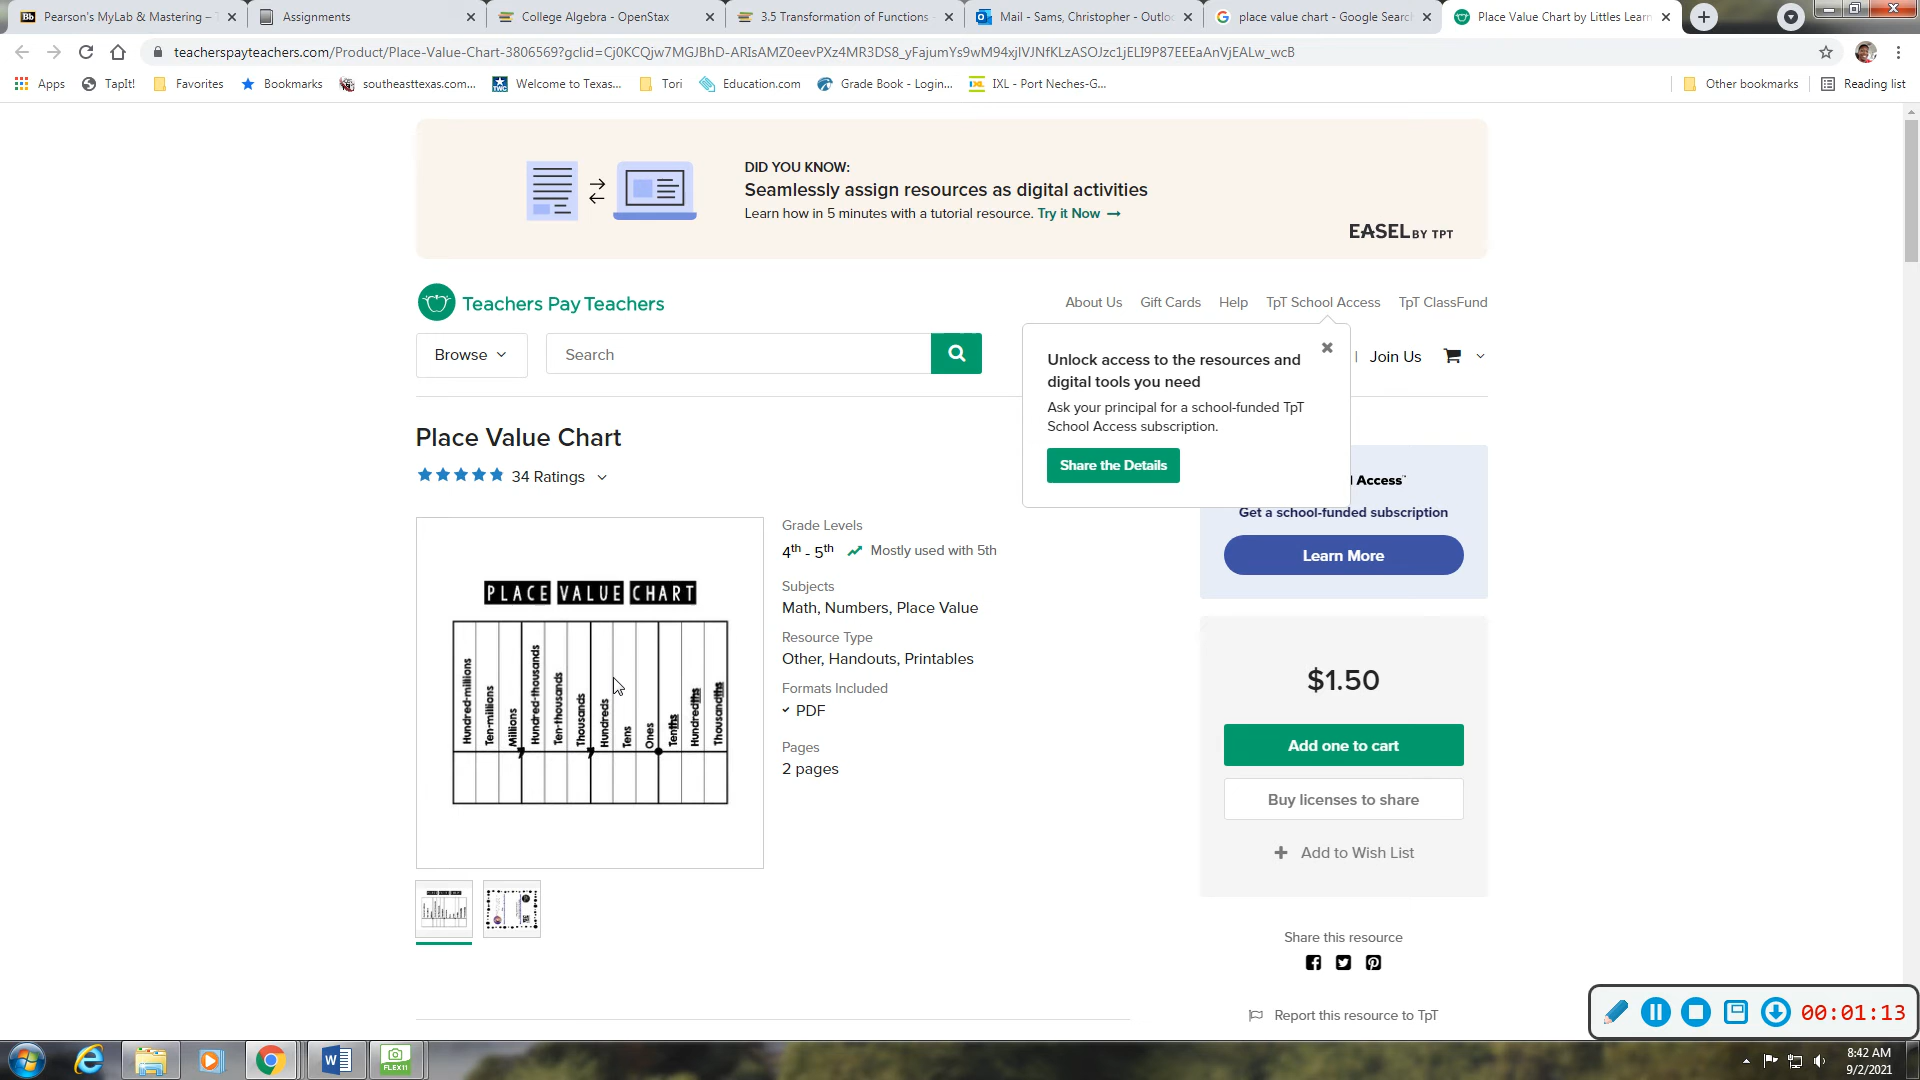 Pearson's MyLab & Mastering –
Assignments
College Algebra - OpenStax
3.5 Transformation of Functions
Mail - Sams, Christopher - Outlo
place value chart - Google Search
Place Value Chart by Littles Learn
teacherspayteachers.com/Product/Place-Value-Chart-3806569?gclid=Cj0KCQjw7MGJBhD-ARIsAMZ0eevPXz4MR3DS8_yFajumYs9wM94xjlVJNfKLzASOJzc1jELI9P87EEEaAnVjEALw_wcB
Apps
TapIt!
Favorites
Bookmarks
southeasttexas.com...
Welcome to Texas...
Tori
Education.com
Grade Book - Login...
IXL - Port Neches-G...
Other bookmarks
Reading list
DID YOU KNOW:
Seamlessly assign resources as digital activities
Learn how in 5 minutes with a tutorial resource. Try it Now →
EASEL BY TPT
Teachers Pay Teachers
About Us Gift Cards Help TpT School Access TpT ClassFund
Browse
Search
Join Us
Unlock access to the resources and
digital tools you need
Ask your principal for a school-funded TpT
School Access subscription.
Share the Details
Place Value Chart
34 Ratings
Access™
Get a school-funded subscription
Learn More
PLACE VALUE CHART
Hundred-millions
Ten-millions
Millions
,
Hundred-thousands
Ten-thousands
Thousands
,
Hundreds
Tens
Ones
Tenths
Hundredths
Thousandths
Grade Levels
4th - 5th Mostly used with 5th
Subjects
Math, Numbers, Place Value
Resource Type
Other, Handouts, Printables
Formats Included
PDF
Pages
2 pages
$1.50
Add one to cart
Buy licenses to share
+ Add to Wish List
Share this resource
Report this resource to TpT
00:01:13
FLEX11
8:42 AM
9/2/2021